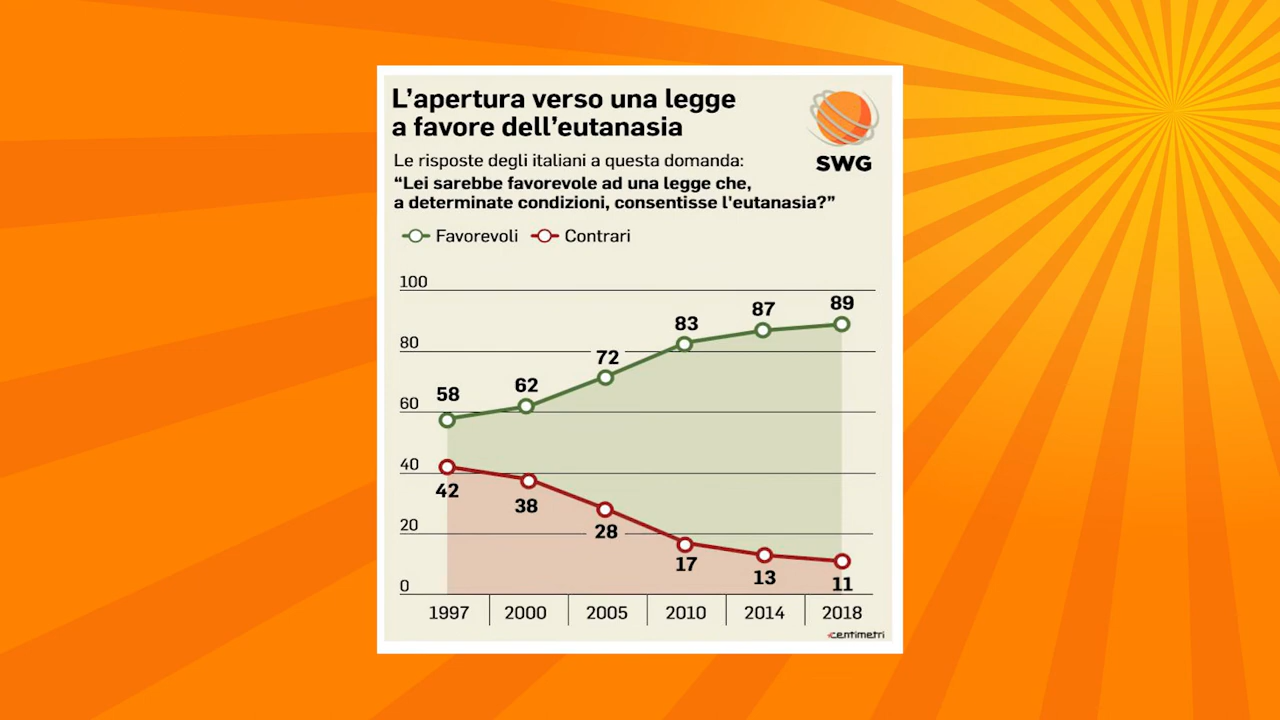 L’apertura verso una legge
a favore dell’eutanasia
SWG
Le risposte degli italiani a questa domanda:
“Lei sarebbe favorevole ad una legge che,
a determinate condizioni, consentisse l'eutanasia?”
Favorevoli Contrari
100
80
60
40
20
0
58 62 72 83 87 89
42 38 28 17 13 11
1997 2000 2005 2010 2014 2018
centimetri